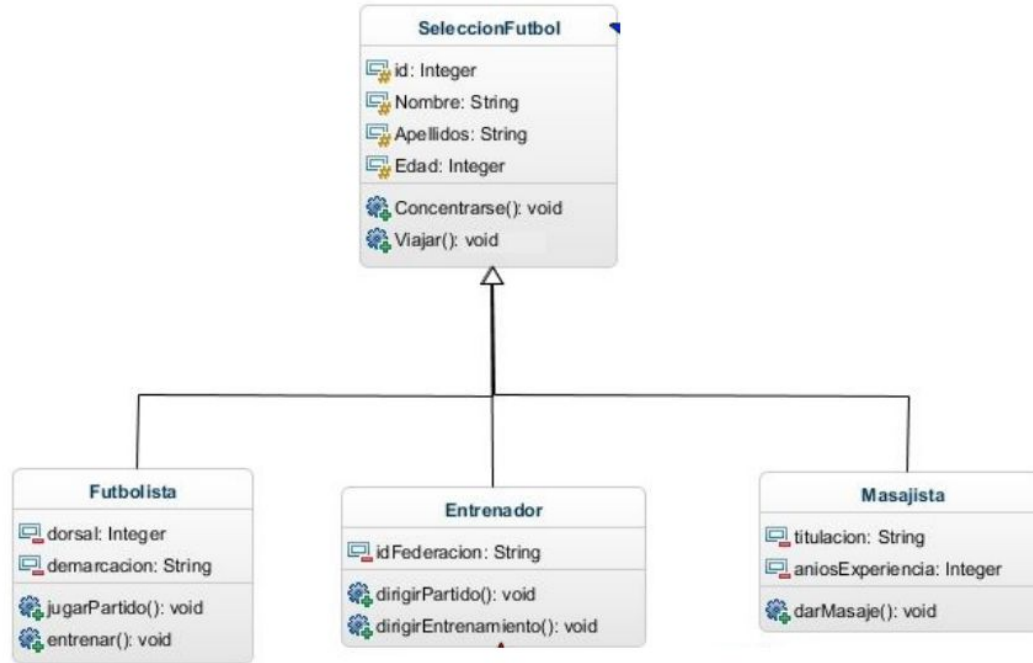 SeleccionFutbol
id: Integer
Nombre: String
Apellidos: String
Edad: Integer
Concentrarse(): void
Viajar(): void
Futbolista
dorsal: Integer
demarcacion: String
jugarPartido(): void
entrenar(): void
Entrenador
idFederacion: String
dirigirPartido(): void
dirigirEntrenamiento(): void
Masajista
titulacion: String
aniosExperiencia: Integer
darMasaje(): void